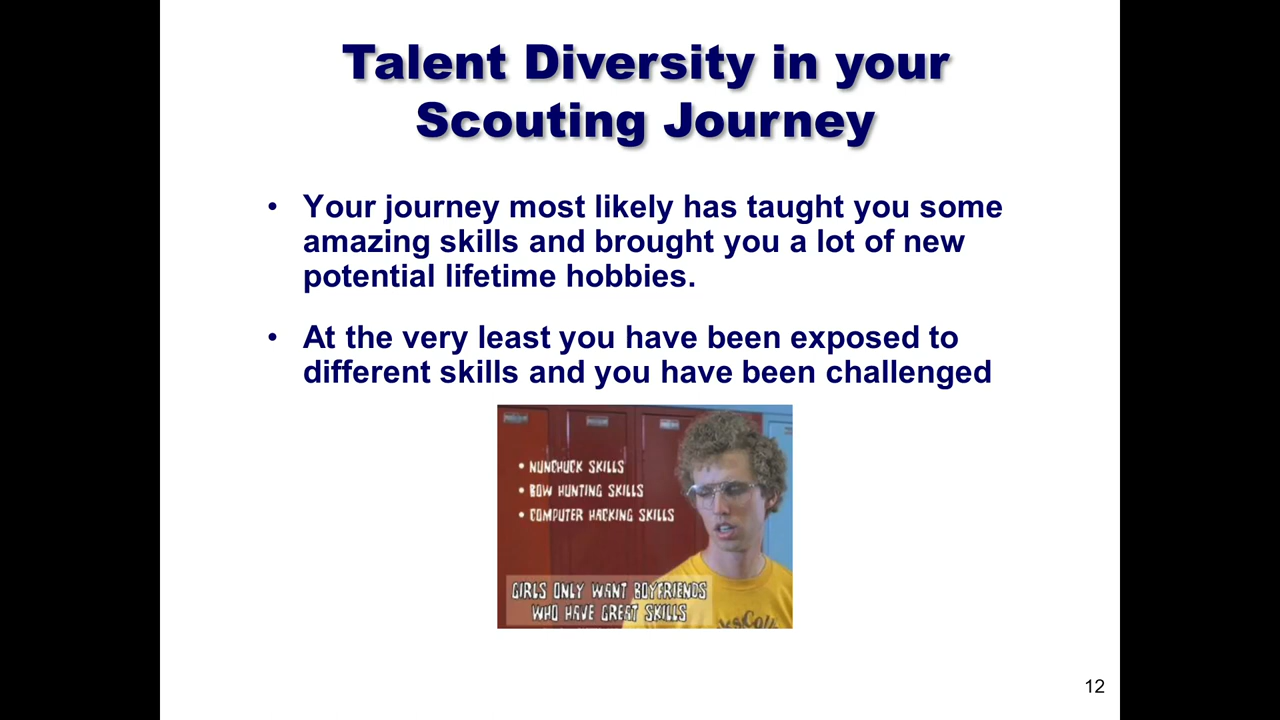 Talent Diversity in your
Scouting Journey
• Your journey most likely has taught you some
amazing skills and brought you a lot of new
potential lifetime hobbies.
• At the very least you have been exposed to
different skills and you have been challenged
• NUNCHUCK SKILLS
• BOW HUNTING SKILLS
• COMPUTER HACKING SKILLS
GIRLS ONLY WANT BOYFRIENDS
WHO HAVE GREAT SKILLS
12